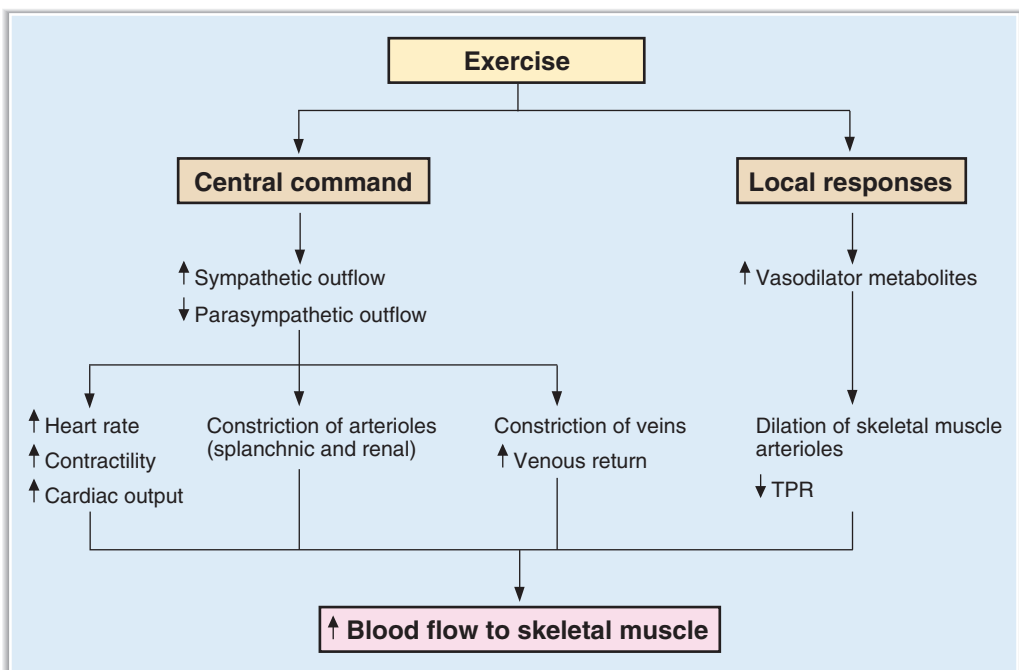 Exercise
Central command
Local responses
↑ Sympathetic outflow
↓ Parasympathetic outflow
↑ Vasodilator metabolites
↑ Heart rate
↑ Contractility
↑ Cardiac output
Constriction of arterioles
(splanchnic and renal)
Constriction of veins
↑ Venous return
Dilation of skeletal muscle
arterioles
↓ TPR
↑ Blood flow to skeletal muscle